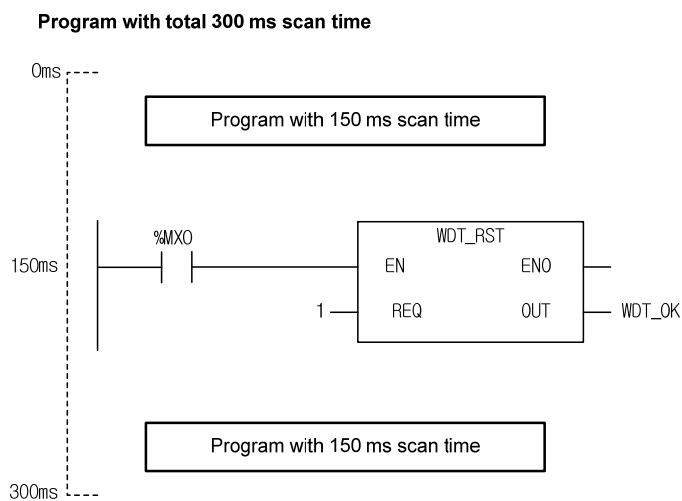 Program with total 300 ms scan time
0ms
Program with 150 ms scan time
%MX0
WDT_RST
150ms
EN
ENO
1
REQ
OUT
WDT_OK
Program with 150 ms scan time
300ms